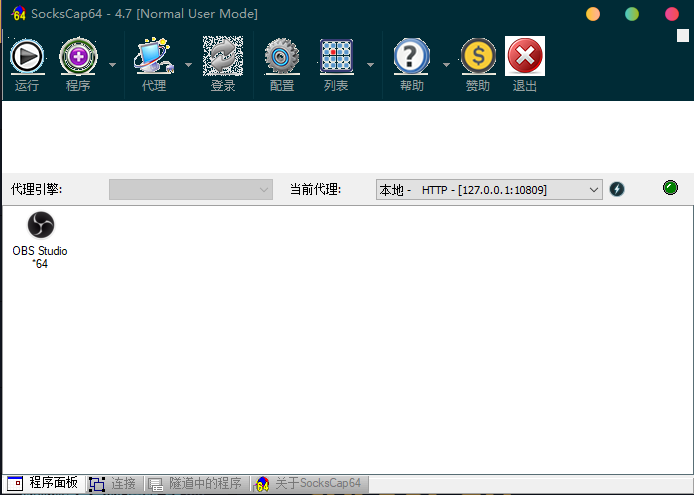 SocksCap64 - 4.7 [Normal User Mode]
运行 程序 代理 登录 配置 列表 帮助 赞助 退出
代理引擎: 当前代理: 本地 - HTTP - [127.0.0.1:10809]
OBS Studio
*64
程序面板 连接 隧道中的程序 关于SocksCap64